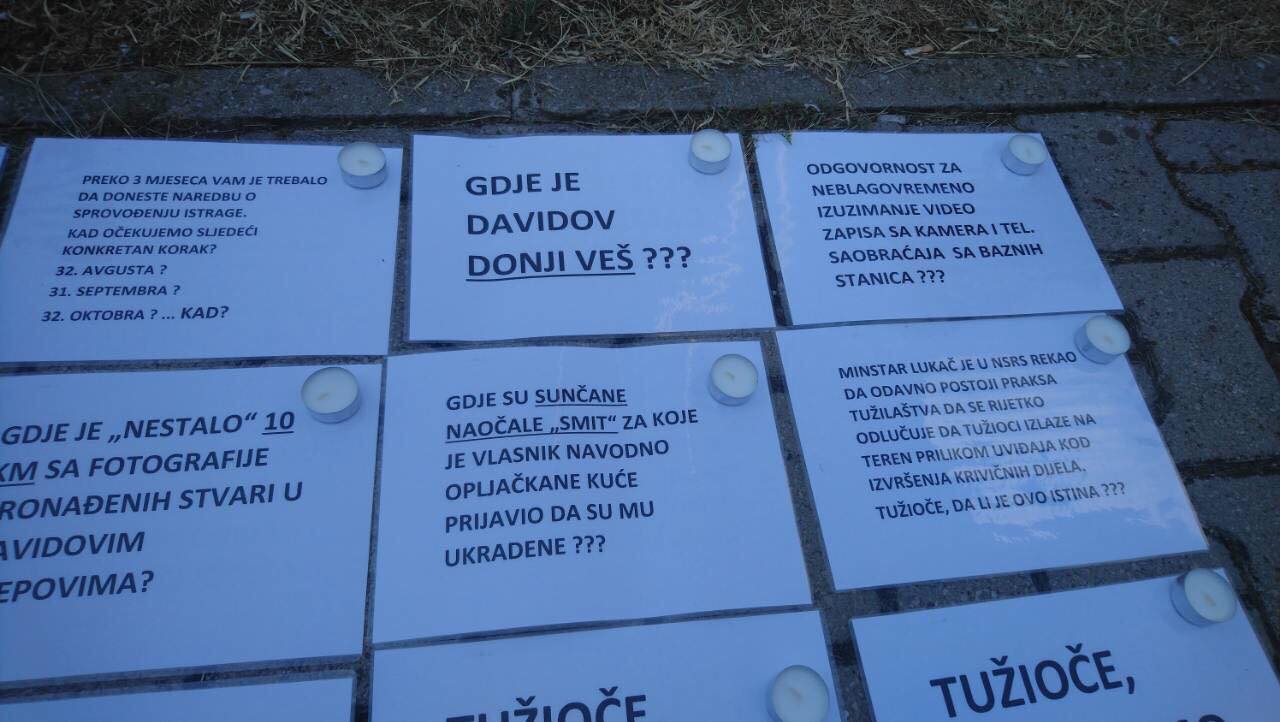 PREKO 3 MJESECA VAM JE TREBALO
DA DONESTE NAREDBU O
SPROVOĐENJU ISTRAGE.
KAD OČEKUJEMO SLJEDEĆI
KONKRETAN KORAK?
32. AVGUSTA ?
31. SEPTEMBRA ?
32. OKTOBRA ? ... KAD?
GDJE JE
DAVIDOV
DONJI VEŠ ???
ODGOVORNOST ZA
NEBLAGOVREMENO
IZUZIMANJE VIDEO
ZAPISA SA KAMERA I TEL.
SAOBRAĆAJA SA BAZNIH
STANICA ???
GDJE JE „NESTALO“ 10
KM SA FOTOGRAFIJE
RONAĐENIH STVARI U
AVIDOVIM
EPOVIMA?
GDJE SU SUNČANE
NAOČALE „SMIT“ ZA KOJE
JE VLASNIK NAVODNO
OPLJAČKANE KUĆE
PRIJAVIO DA SU MU
UKRADENE ???
MINSTAR LUKAČ JE U NSRS REKAO
DA ODAVNO POSTOJI PRAKSA
TUŽILAŠTVA DA SE RIJETKO
ODLUČUJE DA TUŽIOCI IZLAZE NA
TEREN PRILIKOM UVIĐAJA KOD
IZVRŠENJA KRIVIČNIH DJELA.
TUŽIOČE, DA LI JE OVO ISTINA ???
TUŽIOČE
TUŽIOČE,